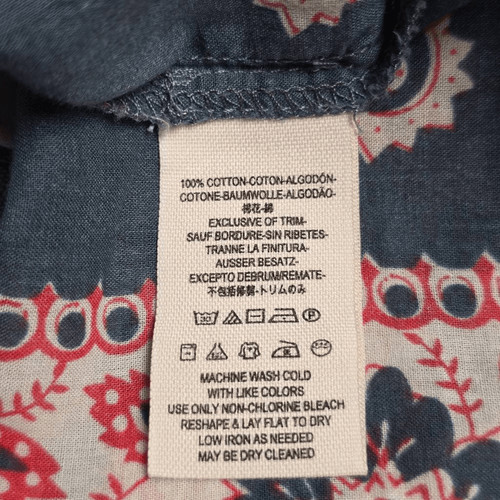 100% COTTON-COTON-ALGODÓN-
COTONE-BAUMWOLLE-ALGODÃO-
棉花-綿
EXCLUSIVE OF TRIM-
SAUF BORDURE-SIN RIBETES-
TRANNE LA FINITURA-
AUSSER BESATZ-
EXCEPTO DEBRUM/REMATE-
不包括修剪-トリムのみ
MACHINE WASH COLD
WITH LIKE COLORS
USE ONLY NON-CHLORINE BLEACH
RESHAPE & LAY FLAT TO DRY
LOW IRON AS NEEDED
MAY BE DRY CLEANED